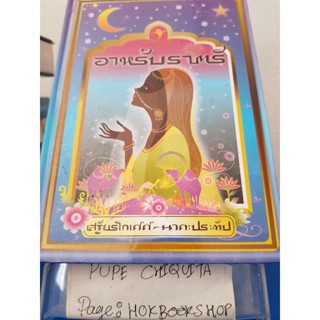 อาหรับราตรี
เสฐียรโกเศศ-นาคะประทีป
PUPE CHIQUITA
Page: HOKBOOKSHOP